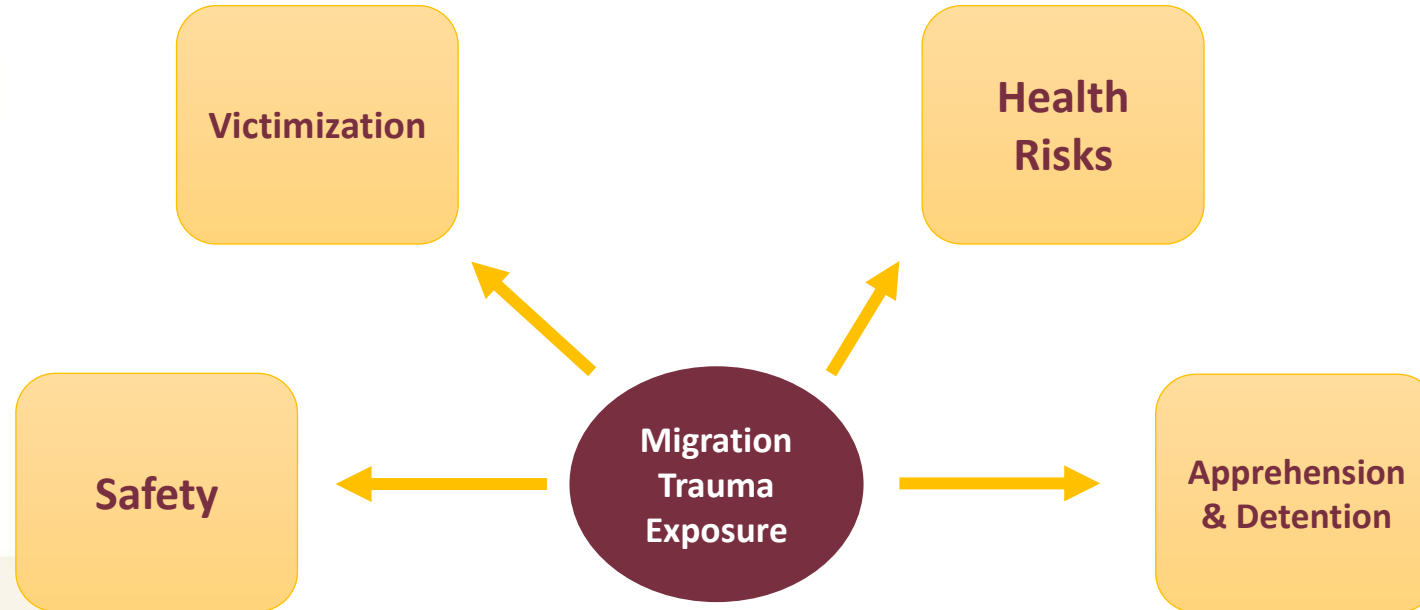 Victimization
Health
Risks
Safety
Migration
Trauma
Exposure
Apprehension
& Detention